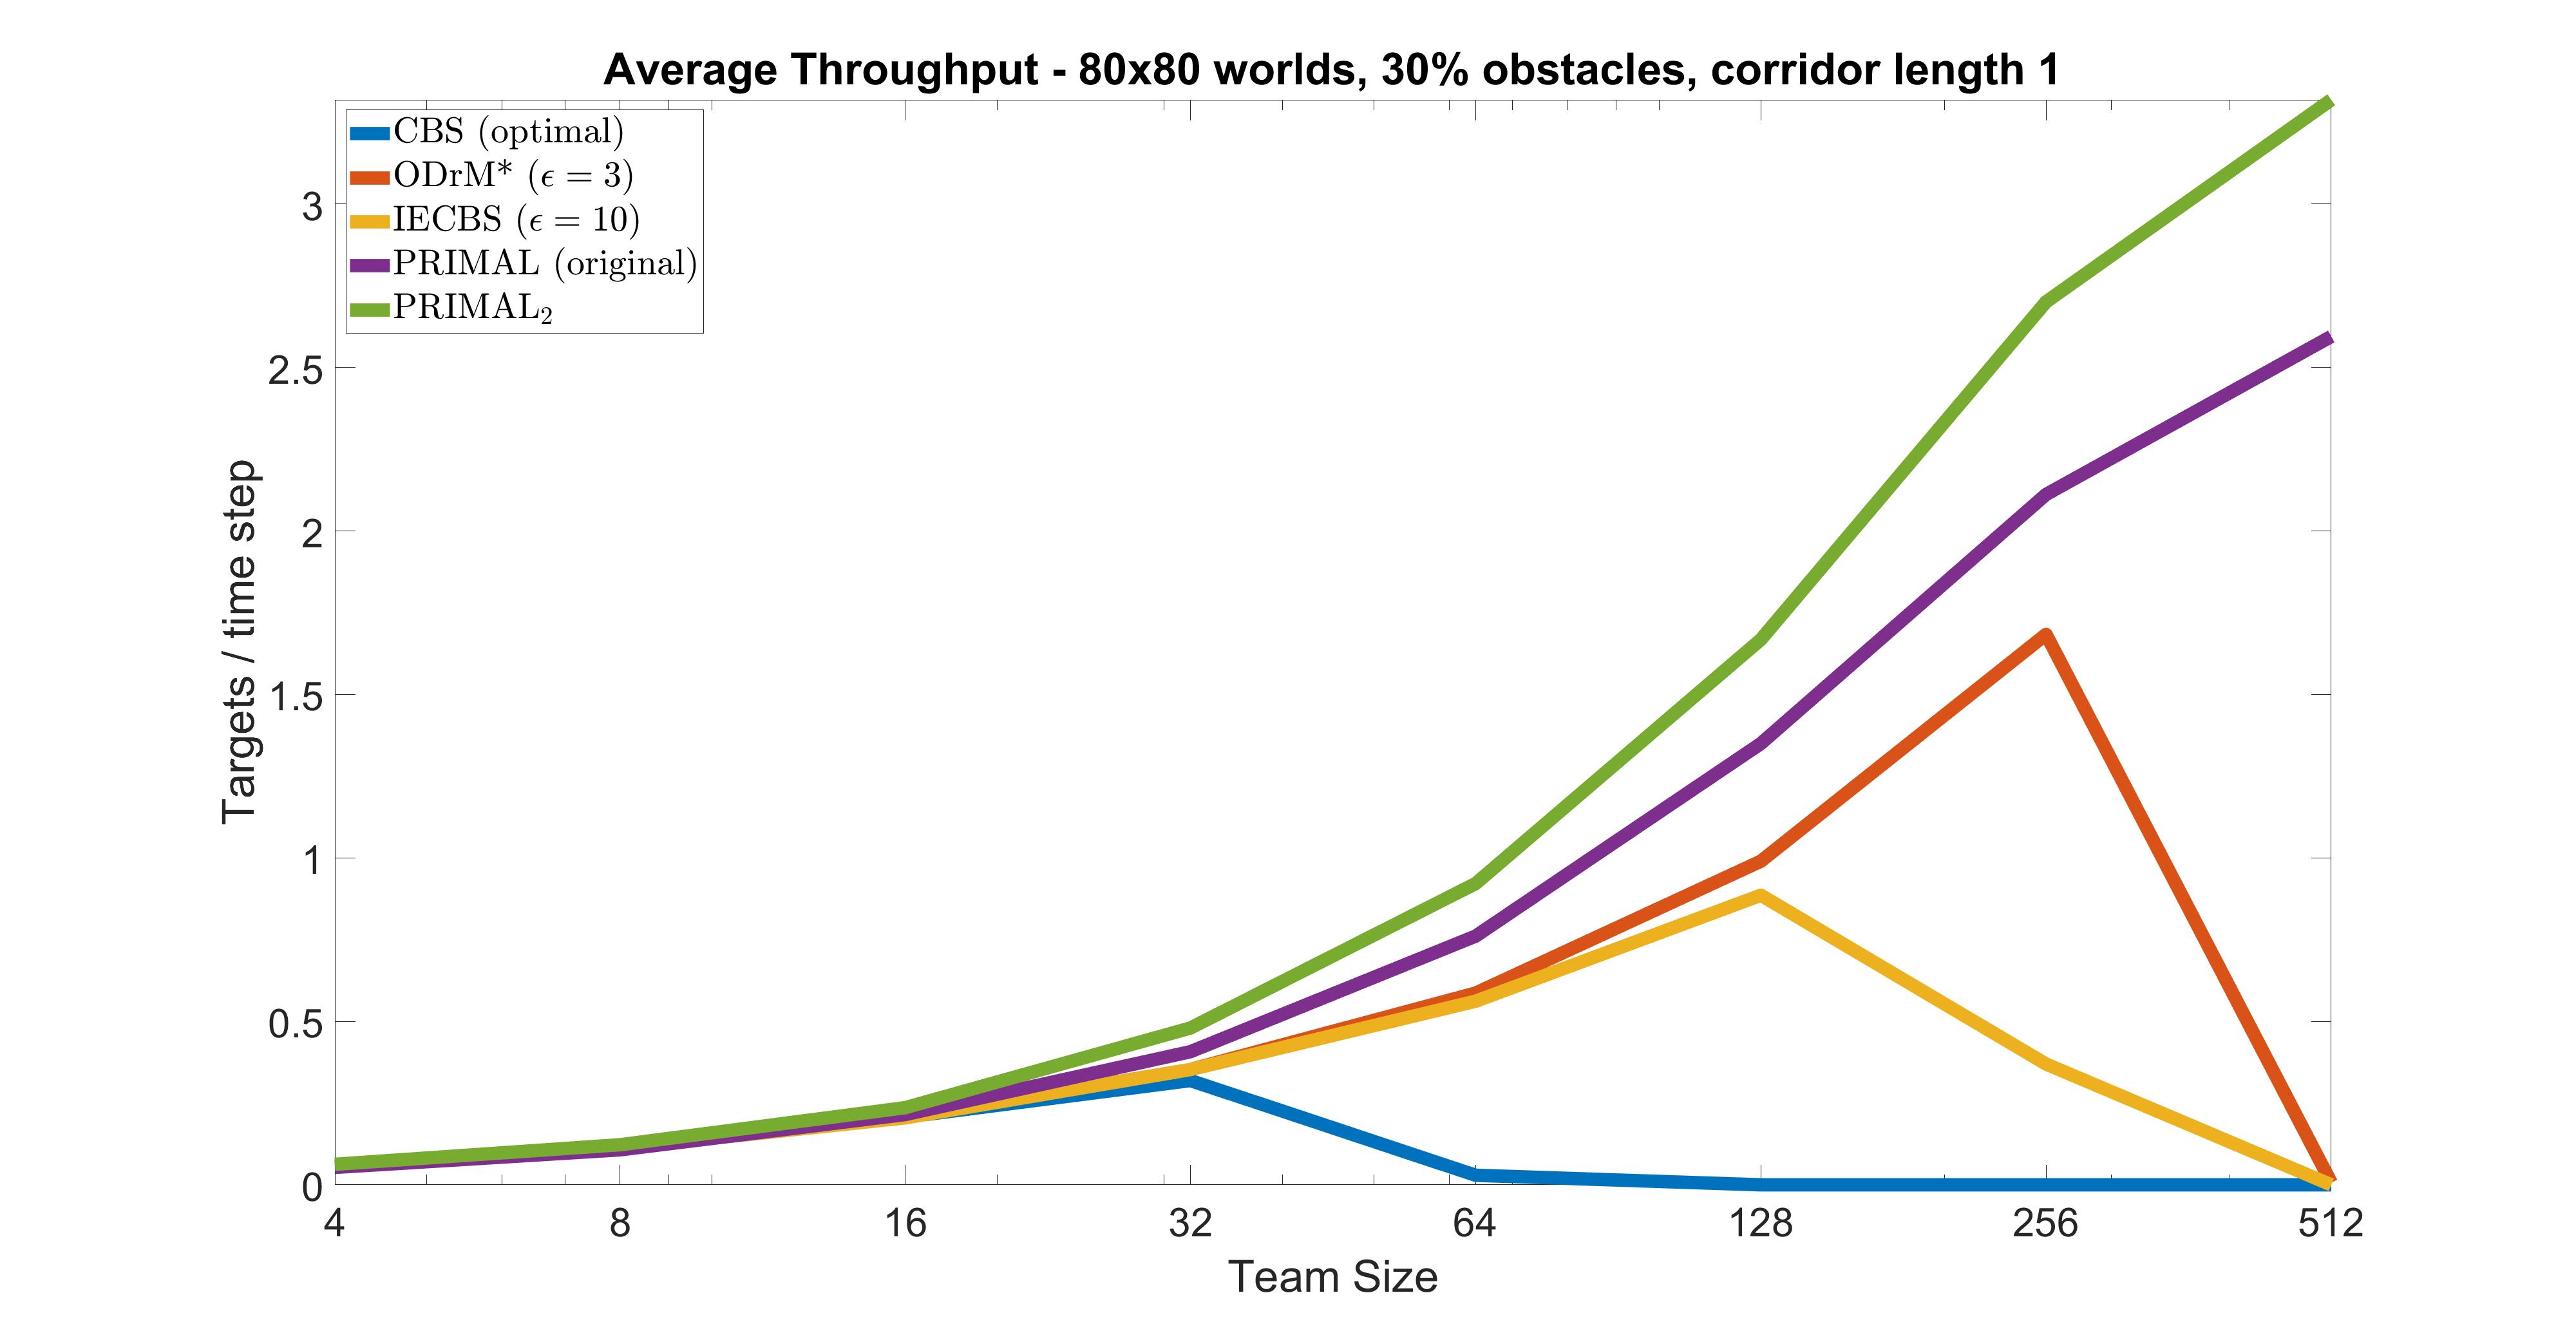 Average Throughput - 80x80 worlds, 30% obstacles, corridor length 1
CBS (optimal)
ODrM* (ϵ = 3)
IECBS (ϵ = 10)
PRIMAL (original)
PRIMAL₂
3
2.5
2
1.5
1
0.5
0
Targets / time step
4 8 16 32 64 128 256 512
Team Size